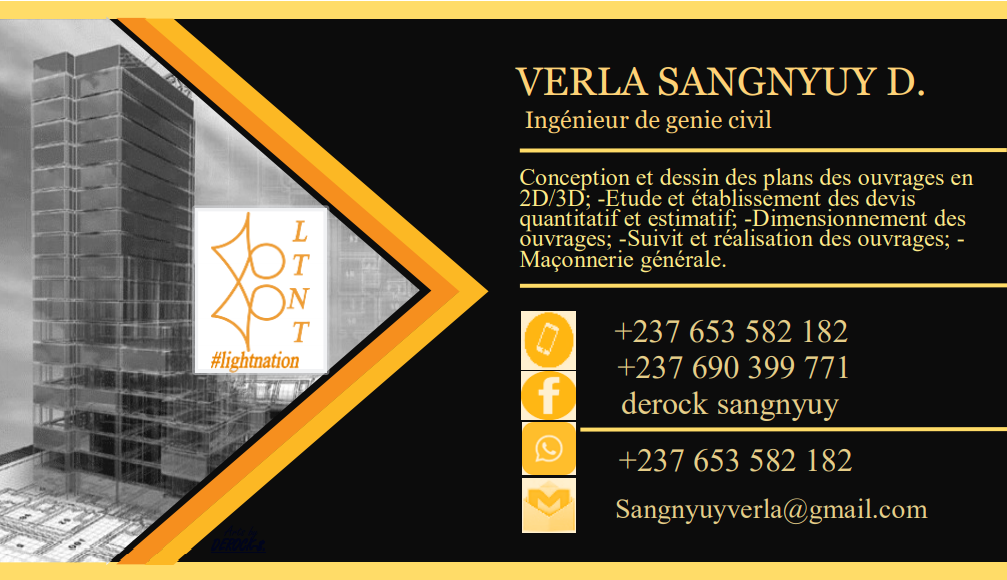 VERLA SANGNYUY D.
Ingénieur de genie civil
Conception et dessin des plans des ouvrages en
2D/3D; -Etude et établissement des devis
quantitatif et estimatif; -Dimensionnement des
ouvrages; -Suivit et réalisation des ouvrages; -
Maçonnerie générale.
L
T
N
T
#lightnation
+237 653 582 182
+237 690 399 771
derock sangnyuy
+237 653 582 182
Sangnyuyverla@gmail.com